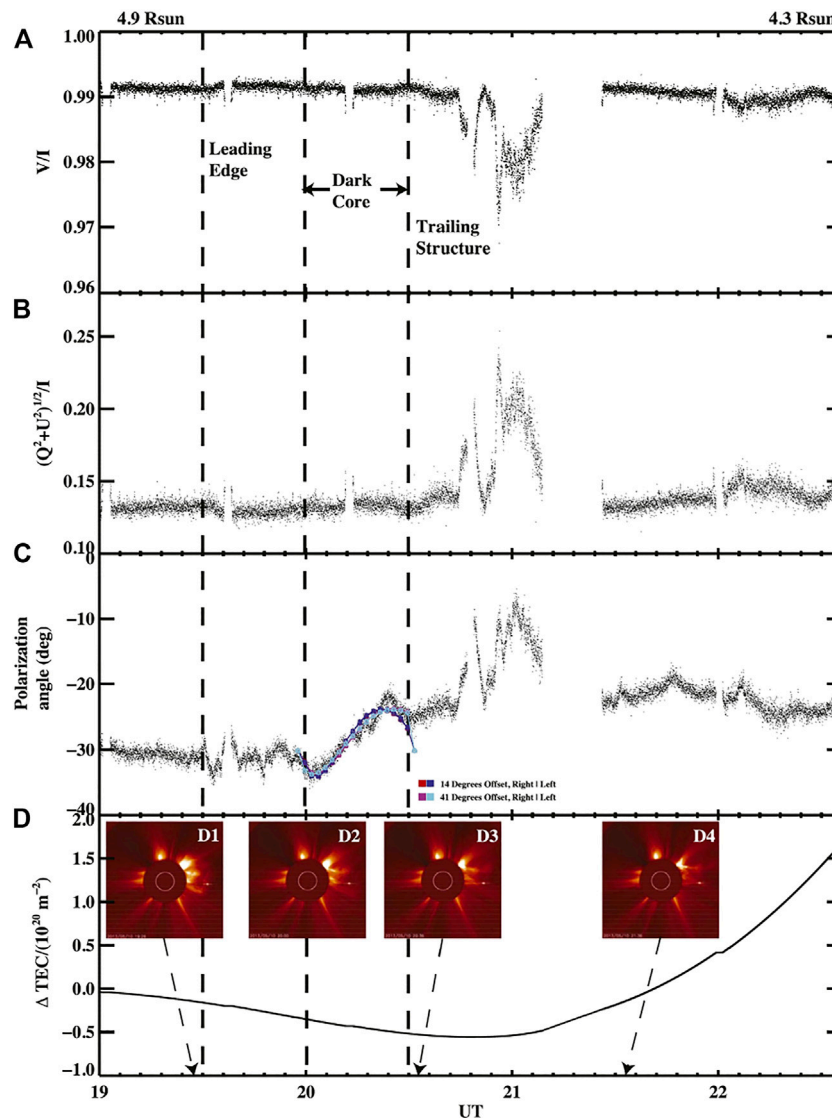 4.9 Rsun
4.3 Rsun
A
1.00
0.99
0.98
0.97
0.96
V/I
Leading
Edge
Dark
Core
Trailing
Structure
B
0.25
0.20
0.15
0.10
(Q²+U²)^1/2/I
C
0
−10
−20
−30
−40
Polarization
angle (deg)
14 Degrees Offset, Right | Left
41 Degrees Offset, Right | Left
D
2.0
1.5
1.0
0.5
0.0
−0.5
−1.0
Δ TEC/(10²⁰ m⁻²)
D1
D2
D3
D4
19
20
21
22
UT